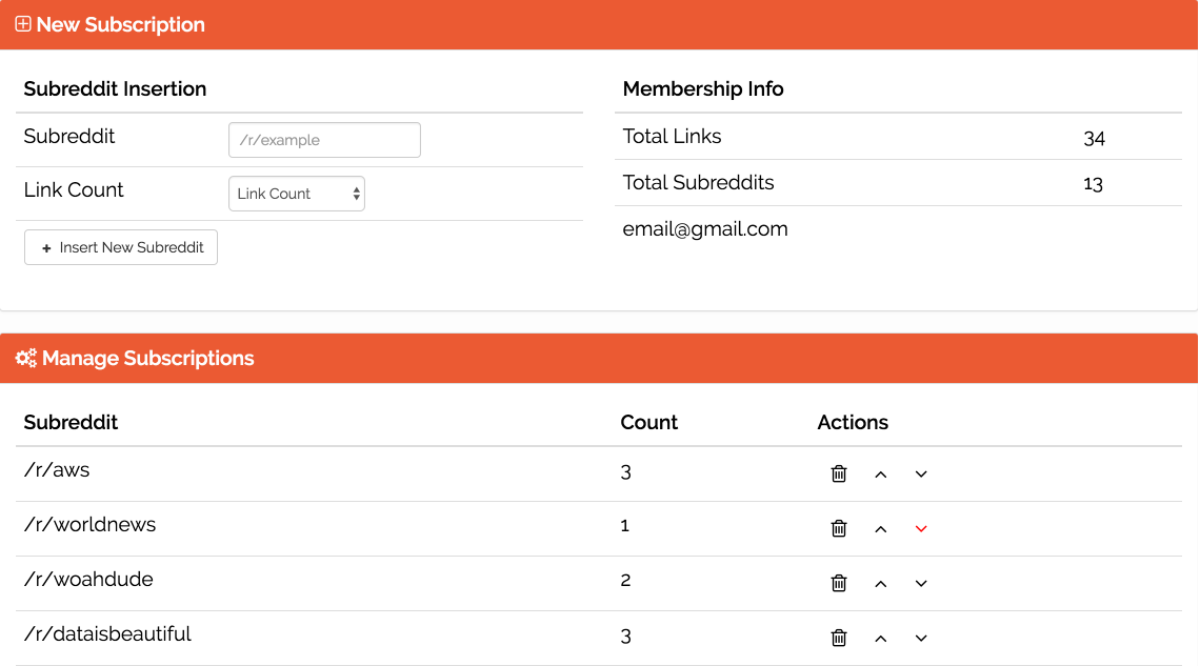 New Subscription
Subreddit Insertion
Subreddit /r/example
Link Count Link Count
+ Insert New Subreddit
Membership Info
Total Links 34
Total Subreddits 13
email@gmail.com
Manage Subscriptions
Subreddit Count Actions
/r/aws 3
/r/worldnews 1
/r/woahdude 2
/r/dataisbeautiful 3